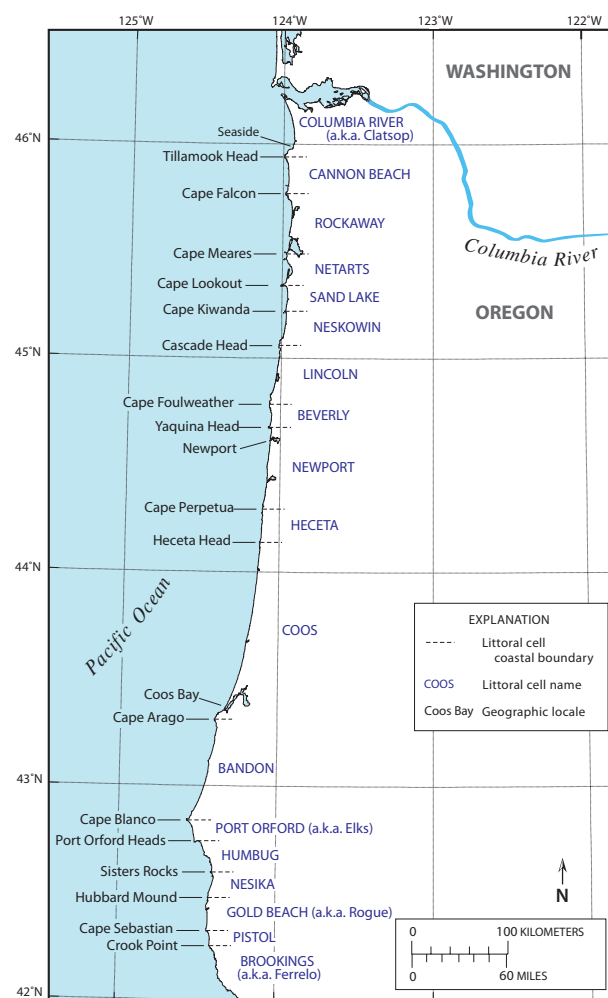 125°W
124°W
123°W
122°W
WASHINGTON
COLUMBIA RIVER
(a.k.a. Clatsop)
Seaside
46°N
Tillamook Head
CANNON BEACH
Cape Falcon
ROCKAWAY
Columbia River
Cape Meares
NETARTS
Cape Lookout
SAND LAKE
Cape Kiwanda
OREGON
NESKOWIN
Cascade Head
45°N
LINCOLN
Cape Foulweather
BEVERLY
Yaquina Head
Newport
NEWPORT
Cape Perpetua
HECETA
Heceta Head
44°N
Pacific Ocean
COOS
EXPLANATION
Littoral cell
coastal boundary
COOS Littoral cell name
Coos Bay Geographic locale
Coos Bay
Cape Arago
BANDON
43°N
Cape Blanco
PORT ORFORD (a.k.a. Elks)
Port Orford Heads
HUMBUG
Sisters Rocks
NESIKA
Hubbard Mound
N
GOLD BEACH (a.k.a. Rogue)
Cape Sebastian
PISTOL
Crook Point
BROOKINGS
(a.k.a. Ferrelo)
0 100 KILOMETERS
0 60 MILES
42°N